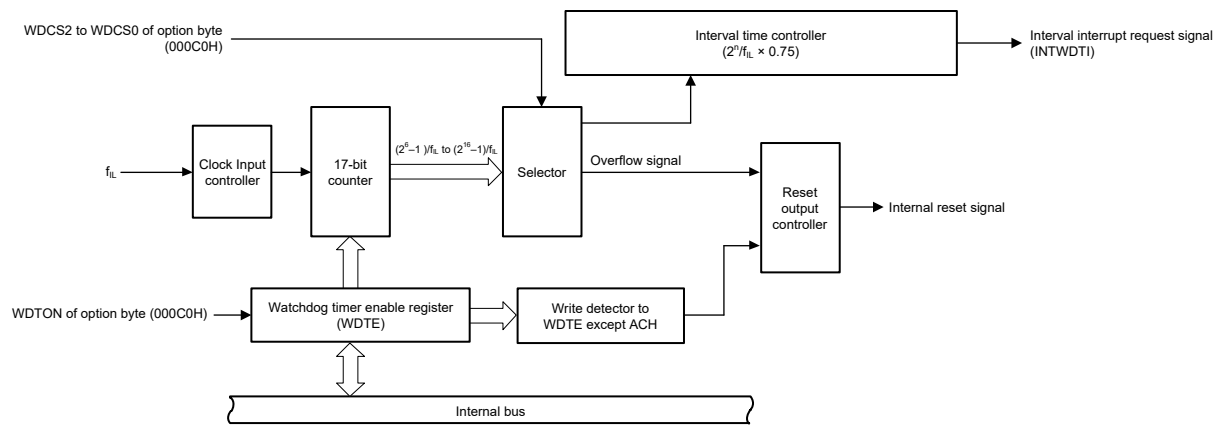 WDCS2 to WDCS0 of option byte
(000C0H)
Interval time controller
(2ⁿ/fIL × 0.75)
Interval interrupt request signal
(INTWDTI)
fIL
Clock Input
controller
17-bit
counter
(2⁶–1 )/fIL to (2¹⁶–1)/fIL
Selector
Overflow signal
Reset
output
controller
Internal reset signal
WDTON of option byte (000C0H)
Watchdog timer enable register
(WDTE)
Write detector to
WDTE except ACH
Internal bus